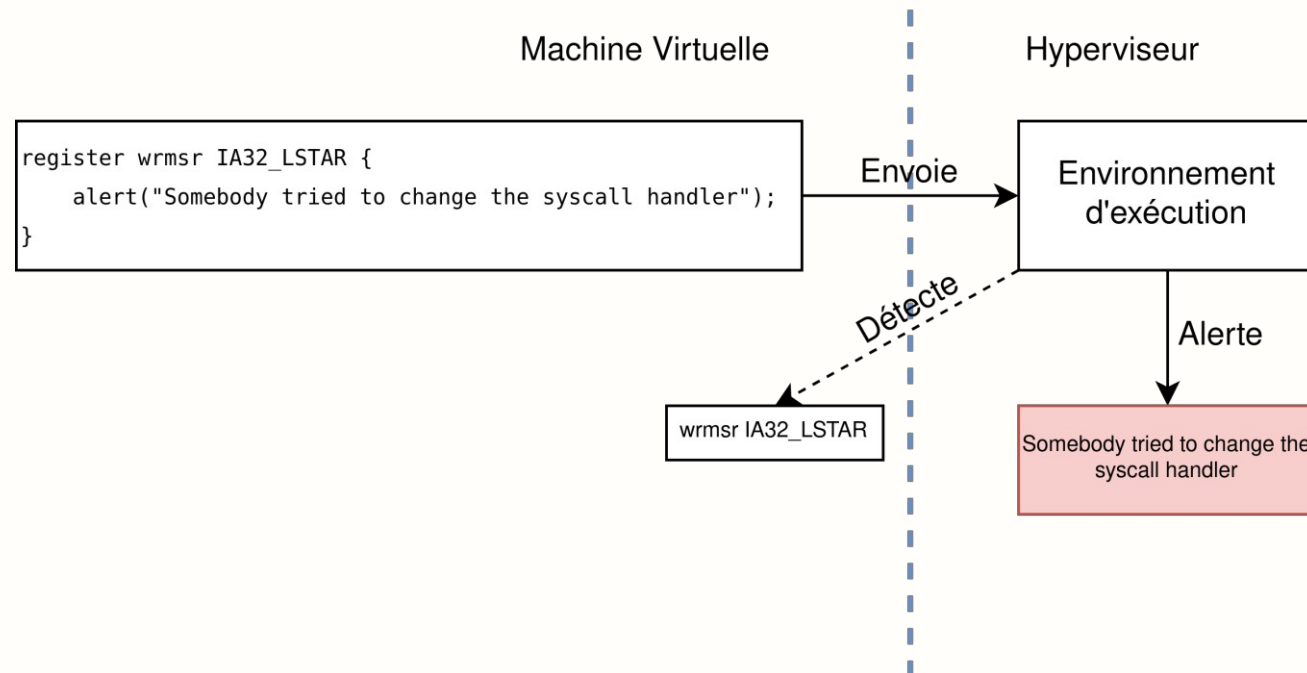 Machine Virtuelle
Hyperviseur
register wrmsr IA32_LSTAR {
    alert("Somebody tried to change the syscall handler");
}
Envoie
Environnement
d'exécution
Détecte
Alerte
wrmsr IA32_LSTAR
Somebody tried to change the
syscall handler